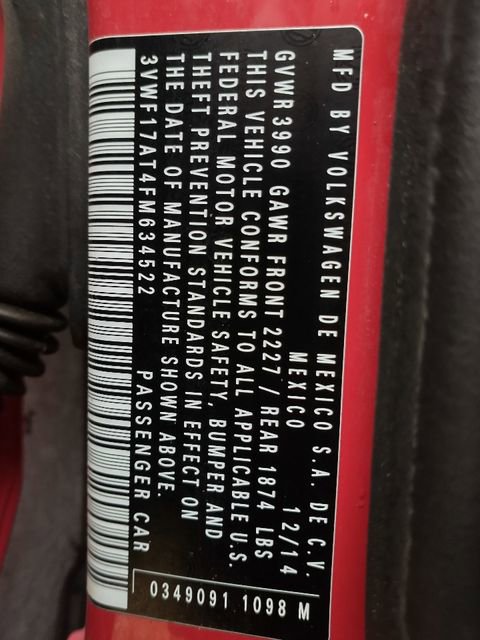 MFD BY VOLKSWAGEN DE MEXICO S.A. DE C.V.
MEXICO 12/14
GVWR 3990 GAWR FRONT 2227 / REAR 1874 LBS
THIS VEHICLE CONFORMS TO ALL APPLICABLE U.S.
FEDERAL MOTOR VEHICLE SAFETY, BUMPER AND
THEFT PREVENTION STANDARDS IN EFFECT ON
THE DATE OF MANUFACTURE SHOWN ABOVE.
3VWF17AT4FM634522 PASSENGER CAR
0349091 1098 M